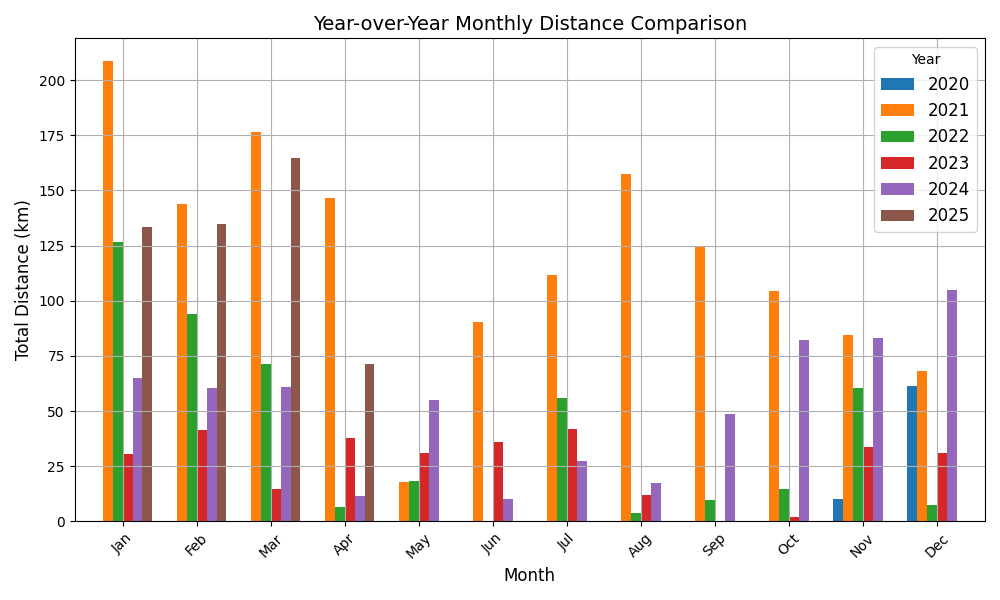 Year-over-Year Monthly Distance Comparison
Total Distance (km)
200
175
150
125
100
75
50
25
0
Year
2020
2021
2022
2023
2024
2025
Jan
Feb
Mar
Apr
May
Jun
Jul
Aug
Sep
Oct
Nov
Dec
Month